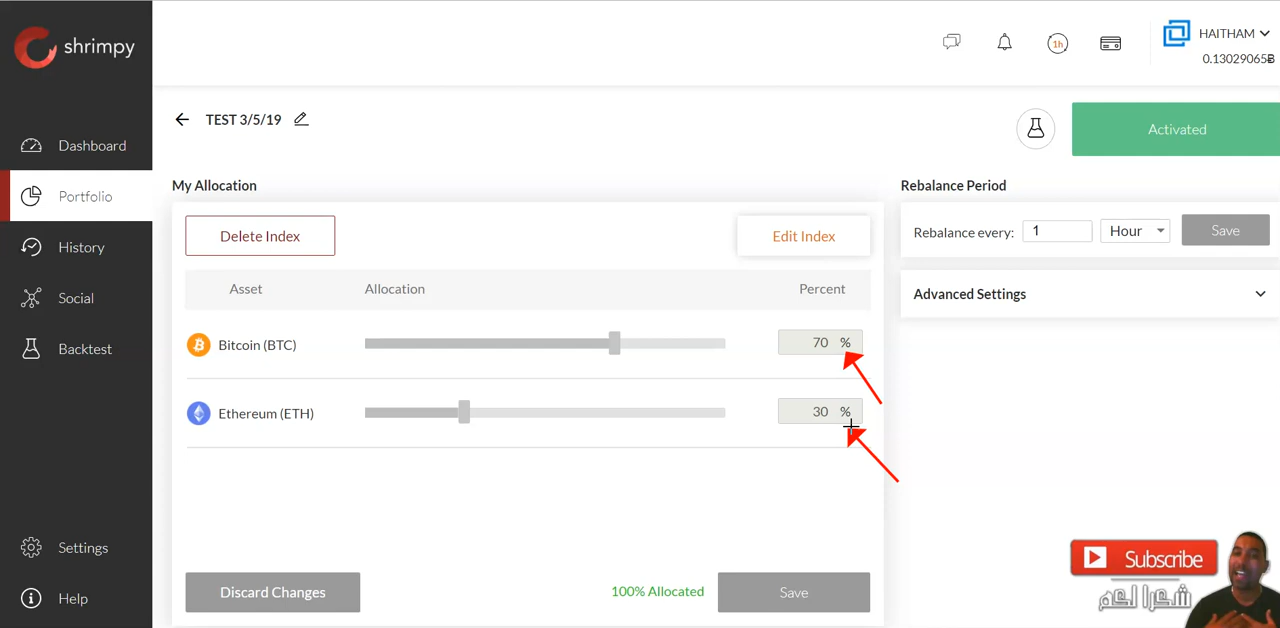 shrimpy
HAITHAM
0.13029065Ƀ
1h
TEST 3/5/19
Activated
Dashboard
Portfolio
History
Social
Backtest
Settings
Help
My Allocation
Delete Index
Edit Index
Asset Allocation Percent
Bitcoin (BTC) 70 %
Ethereum (ETH) 30 %
Discard Changes
100% Allocated
Save
Rebalance Period
Rebalance every: 1 Hour Save
Advanced Settings
Subscribe
شكرا لكم